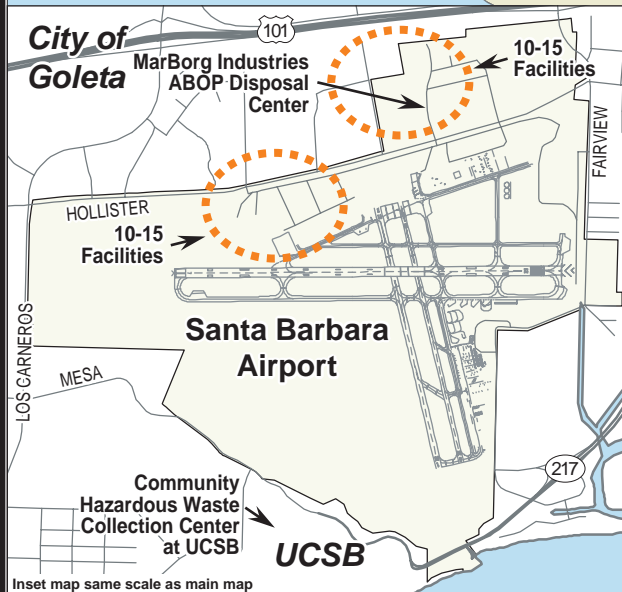 City of
Goleta
101
MarBorg Industries
ABOP Disposal
Center
10-15
Facilities
FAIRVIEW
HOLLISTER
10-15
Facilities
LOS CARNEROS
Santa Barbara
Airport
MESA
217
Community
Hazardous Waste
Collection Center
at UCSB
UCSB
Inset map same scale as main map